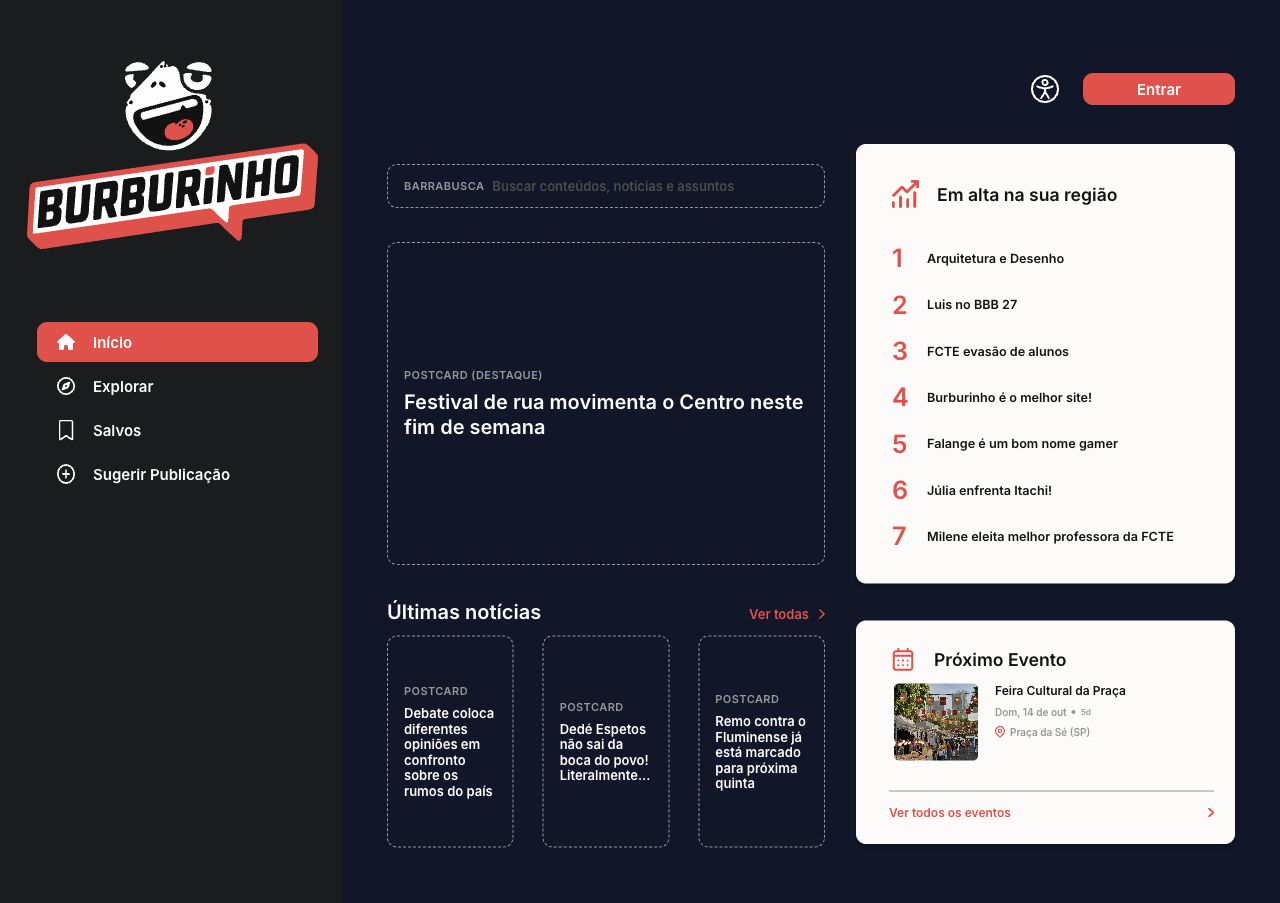 BURBURiNHO
Início
Explorar
Salvos
Sugerir Publicação
Entrar
BARRABUSCA Buscar conteúdos, notícias e assuntos
POSTCARD (DESTAQUE)
Festival de rua movimenta o Centro neste
fim de semana
Últimas notícias
Ver todas
POSTCARD
Debate coloca
diferentes
opiniões em
confronto
sobre os
rumos do país
POSTCARD
Dedé Espetos
não sai da
boca do povo!
Literalmente...
POSTCARD
Remo contra o
Fluminense já
está marcado
para próxima
quinta
Em alta na sua região
1 Arquitetura e Desenho
2 Luis no BBB 27
3 FCTE evasão de alunos
4 Burburinho é o melhor site!
5 Falange é um bom nome gamer
6 Júlia enfrenta Itachi!
7 Milene eleita melhor professora da FCTE
Próximo Evento
Feira Cultural da Praça
Dom, 14 de out • 5d
Praça da Sé (SP)
Ver todos os eventos